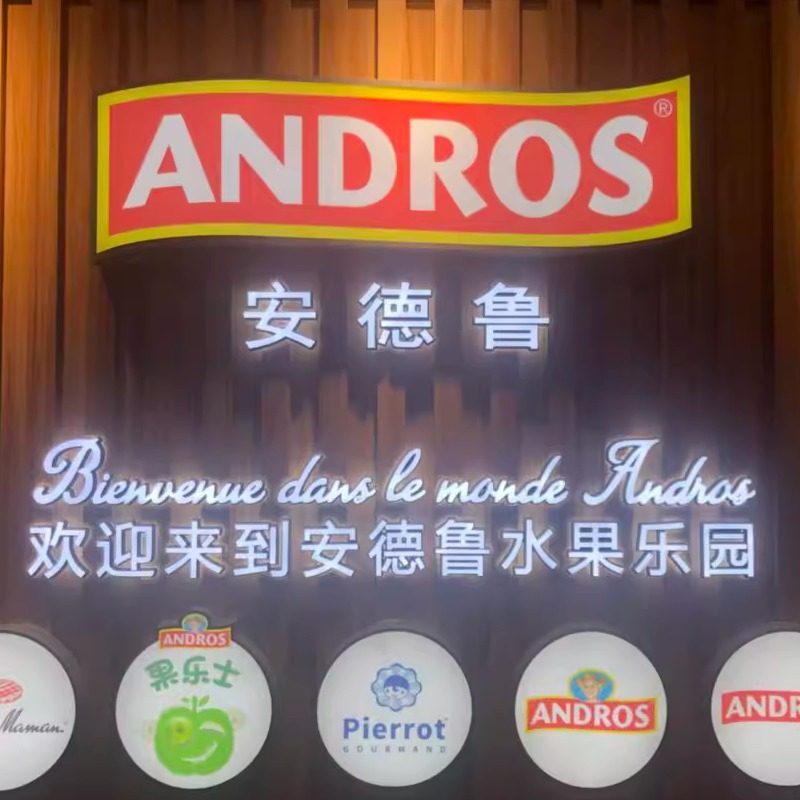 ANDROS®
安德鲁
Bienvenue dans le monde Andros
欢迎来到安德鲁水果乐园
Maman
ANDROS
果乐士
Pierrot
GOURMAND
ANDROS
ANDRO